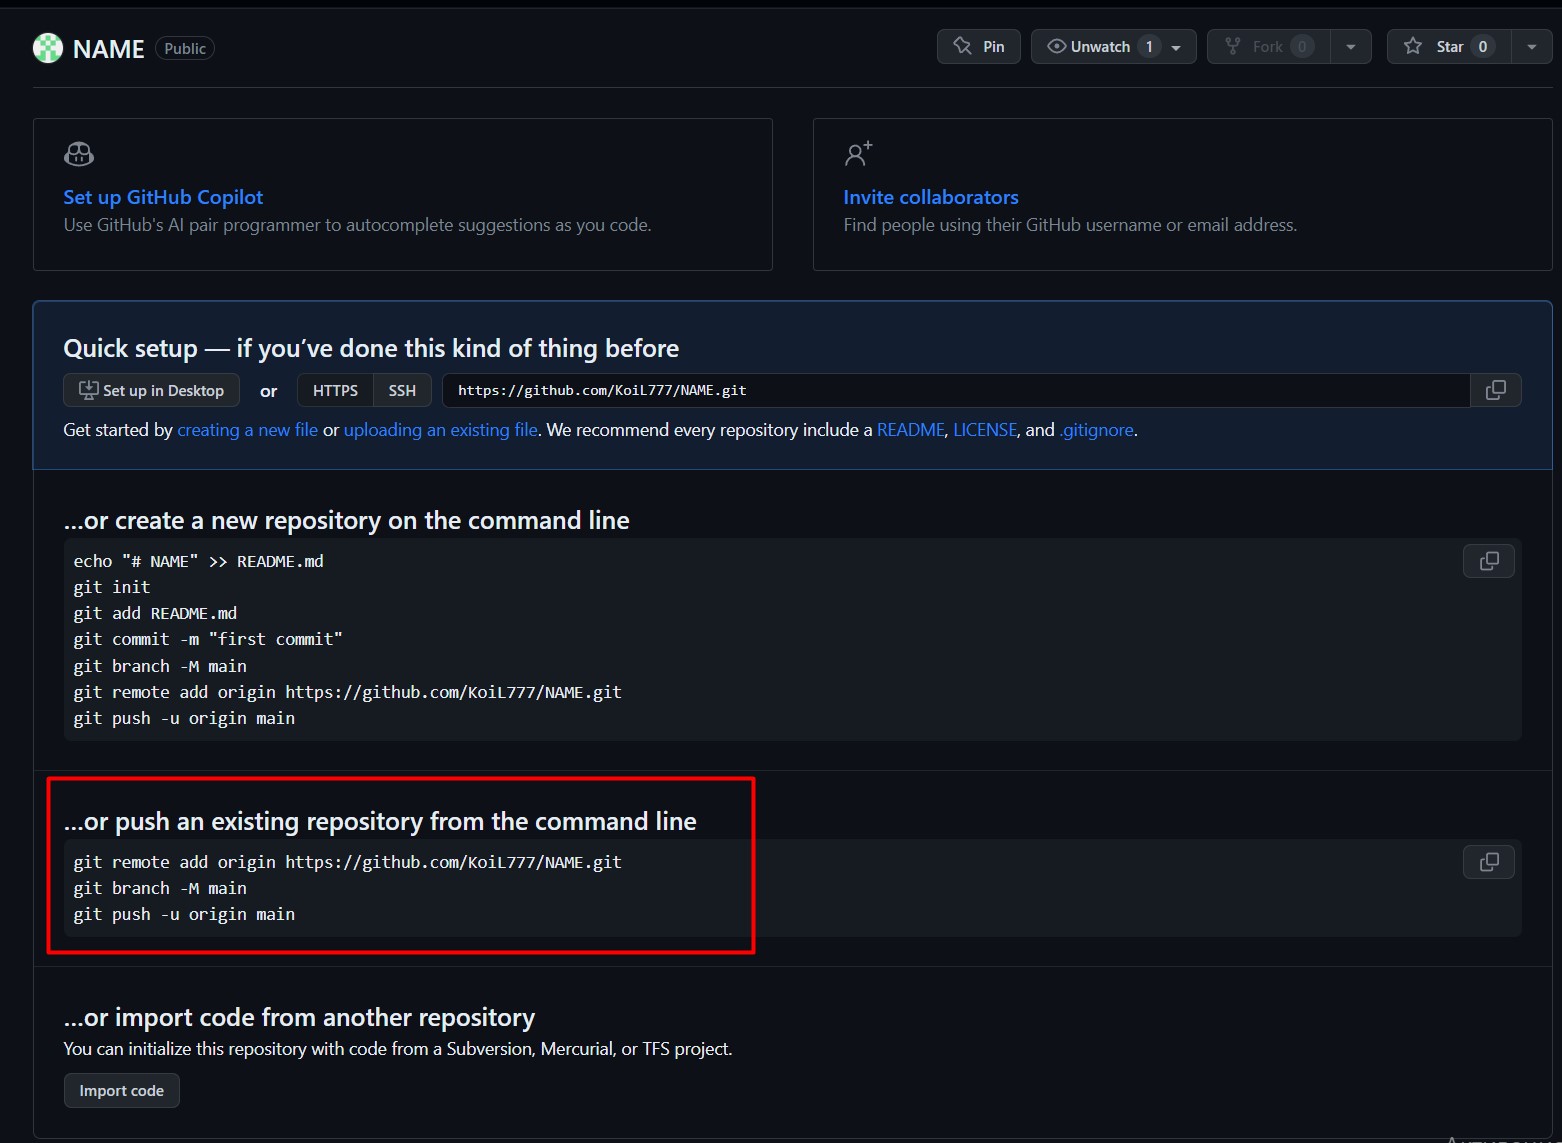 NAME Public
Pin Unwatch 1 Fork 0 Star 0
Set up GitHub Copilot
Use GitHub's AI pair programmer to autocomplete suggestions as you code.
Invite collaborators
Find people using their GitHub username or email address.
Quick setup — if you’ve done this kind of thing before
Set up in Desktop or HTTPS SSH https://github.com/KoiL777/NAME.git
Get started by creating a new file or uploading an existing file. We recommend every repository include a README, LICENSE, and .gitignore.
…or create a new repository on the command line
echo "# NAME" >> README.md
git init
git add README.md
git commit -m "first commit"
git branch -M main
git remote add origin https://github.com/KoiL777/NAME.git
git push -u origin main
…or push an existing repository from the command line
git remote add origin https://github.com/KoiL777/NAME.git
git branch -M main
git push -u origin main
…or import code from another repository
You can initialize this repository with code from a Subversion, Mercurial, or TFS project.
Import code